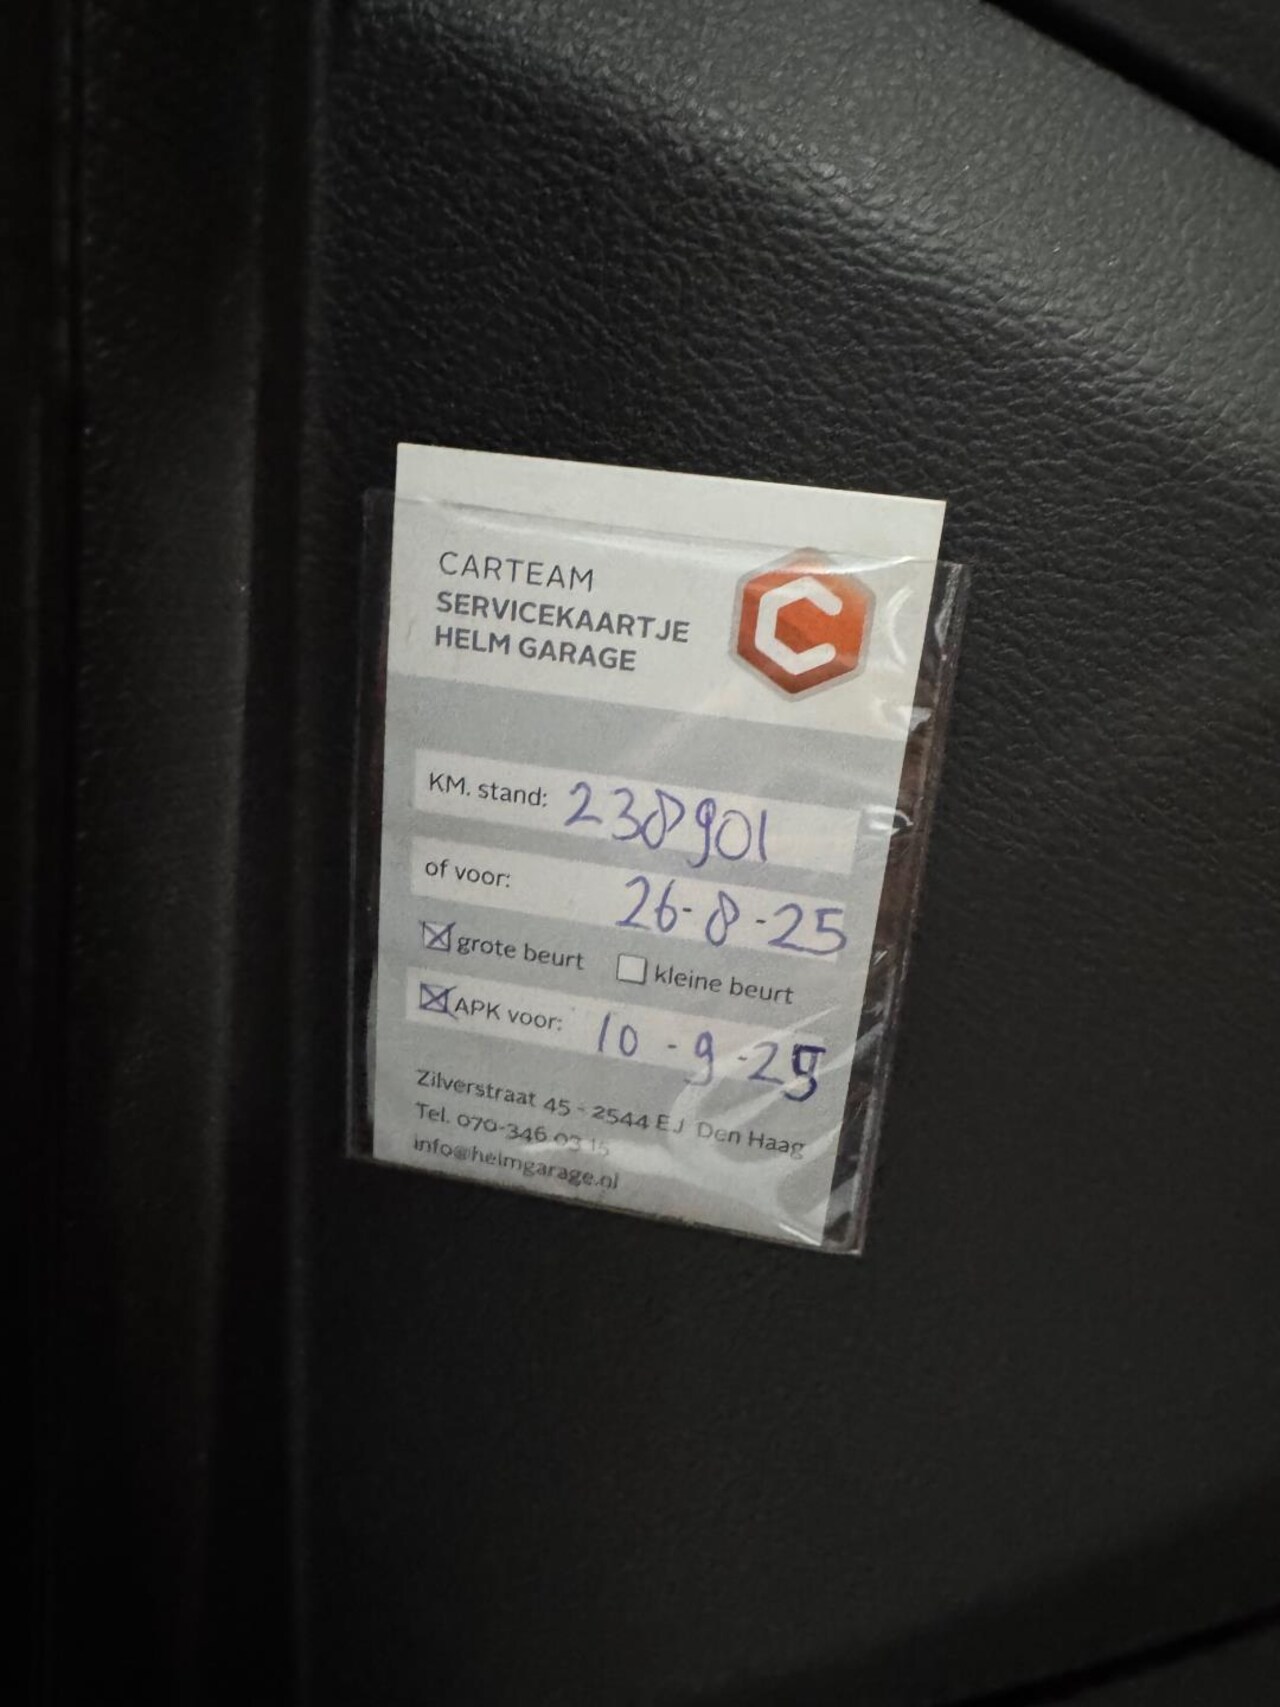 CARTEAM
SERVICEKAARTJE
HELM GARAGE
C
KM. stand: 238901
of voor: 26-8-25
grote beurt kleine beurt
APK voor: 10-9-25
Zilverstraat 45 - 2544 EJ Den Haag
Tel. 070-346 03 15
info@helmgarage.nl